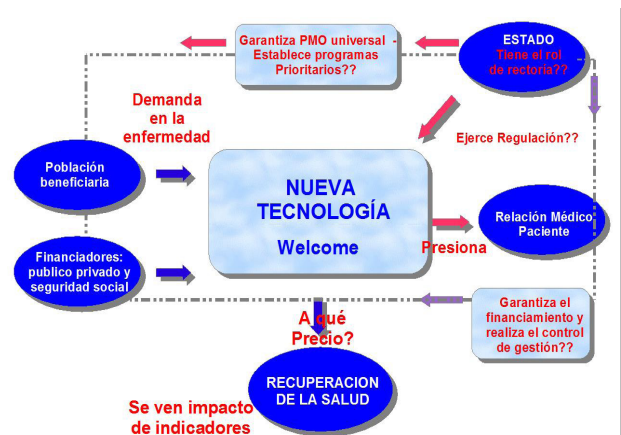 Garantiza PMO universal -
Establece programas
Prioritarios??
ESTADO
Tiene el rol
de rectoria??
Demanda
en la
enfermedad
Ejerce Regulación??
Población
beneficiaria
NUEVA
TECNOLOGÍA
Welcome
Relación Médico
Paciente
Presiona
Financiadores:
publico privado y
seguridad social
Garantiza el
financiamiento y
realiza el control
de gestión??
A qué
Precio?
RECUPERACION
DE LA SALUD
Se ven impacto
de indicadores